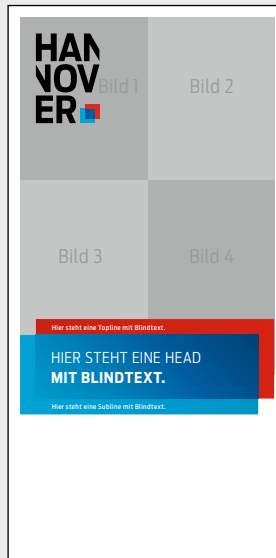 HAN
NOV
ER
Bild 1
Bild 2
Bild 3
Bild 4
Hier steht eine Topline mit Blindtext.
HIER STEHT EINE HEAD
MIT BLINDTEXT.
Hier steht eine Subline mit Blindtext.